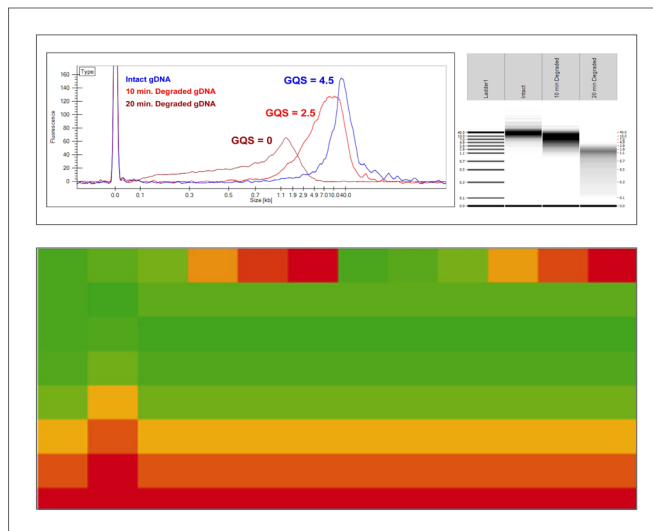 Type
Intact gDNA
10 min. Degraded gDNA
20 min. Degraded gDNA
GQS = 4.5
GQS = 2.5
GQS = 0
Fluorescence
160
140
120
100
80
60
40
20
0
0.0 0.1 0.3 0.5 0.7 1.1 1.9 2.9 4.9 7.0 10.0 40.0
Size [kb]
Ladder1
Intact
10 min Degraded
20 min Degraded